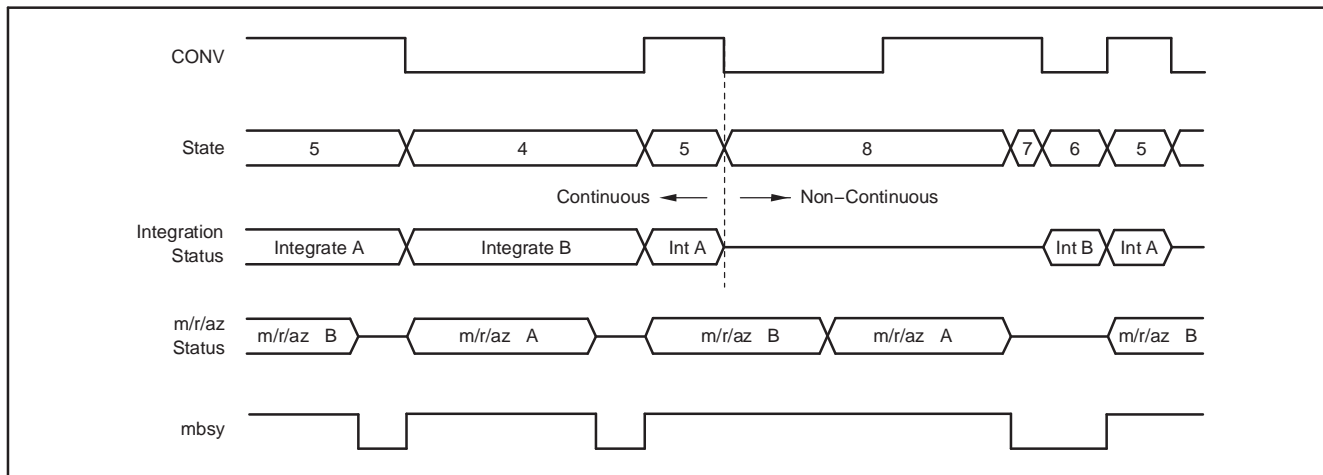 CONV
State
5
4
5
8
7
6
5
Continuous
Non−Continuous
Integration
Status
Integrate A
Integrate B
Int A
Int B
Int A
m/r/az
Status
m/r/az B
m/r/az A
m/r/az B
m/r/az A
m/r/az B
mbsy